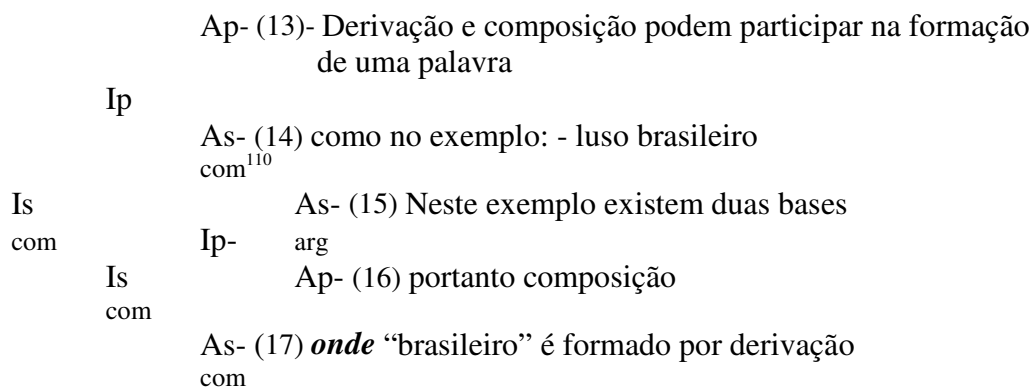 Ap- (13)- Derivação e composição podem participar na formação
de uma palavra
Ip
As- (14) como no exemplo: - luso brasileiro
com110
Is As- (15) Neste exemplo existem duas bases
com Ip- arg
Is Ap- (16) portanto composição
com
As- (17) onde “brasileiro” é formado por derivação
com